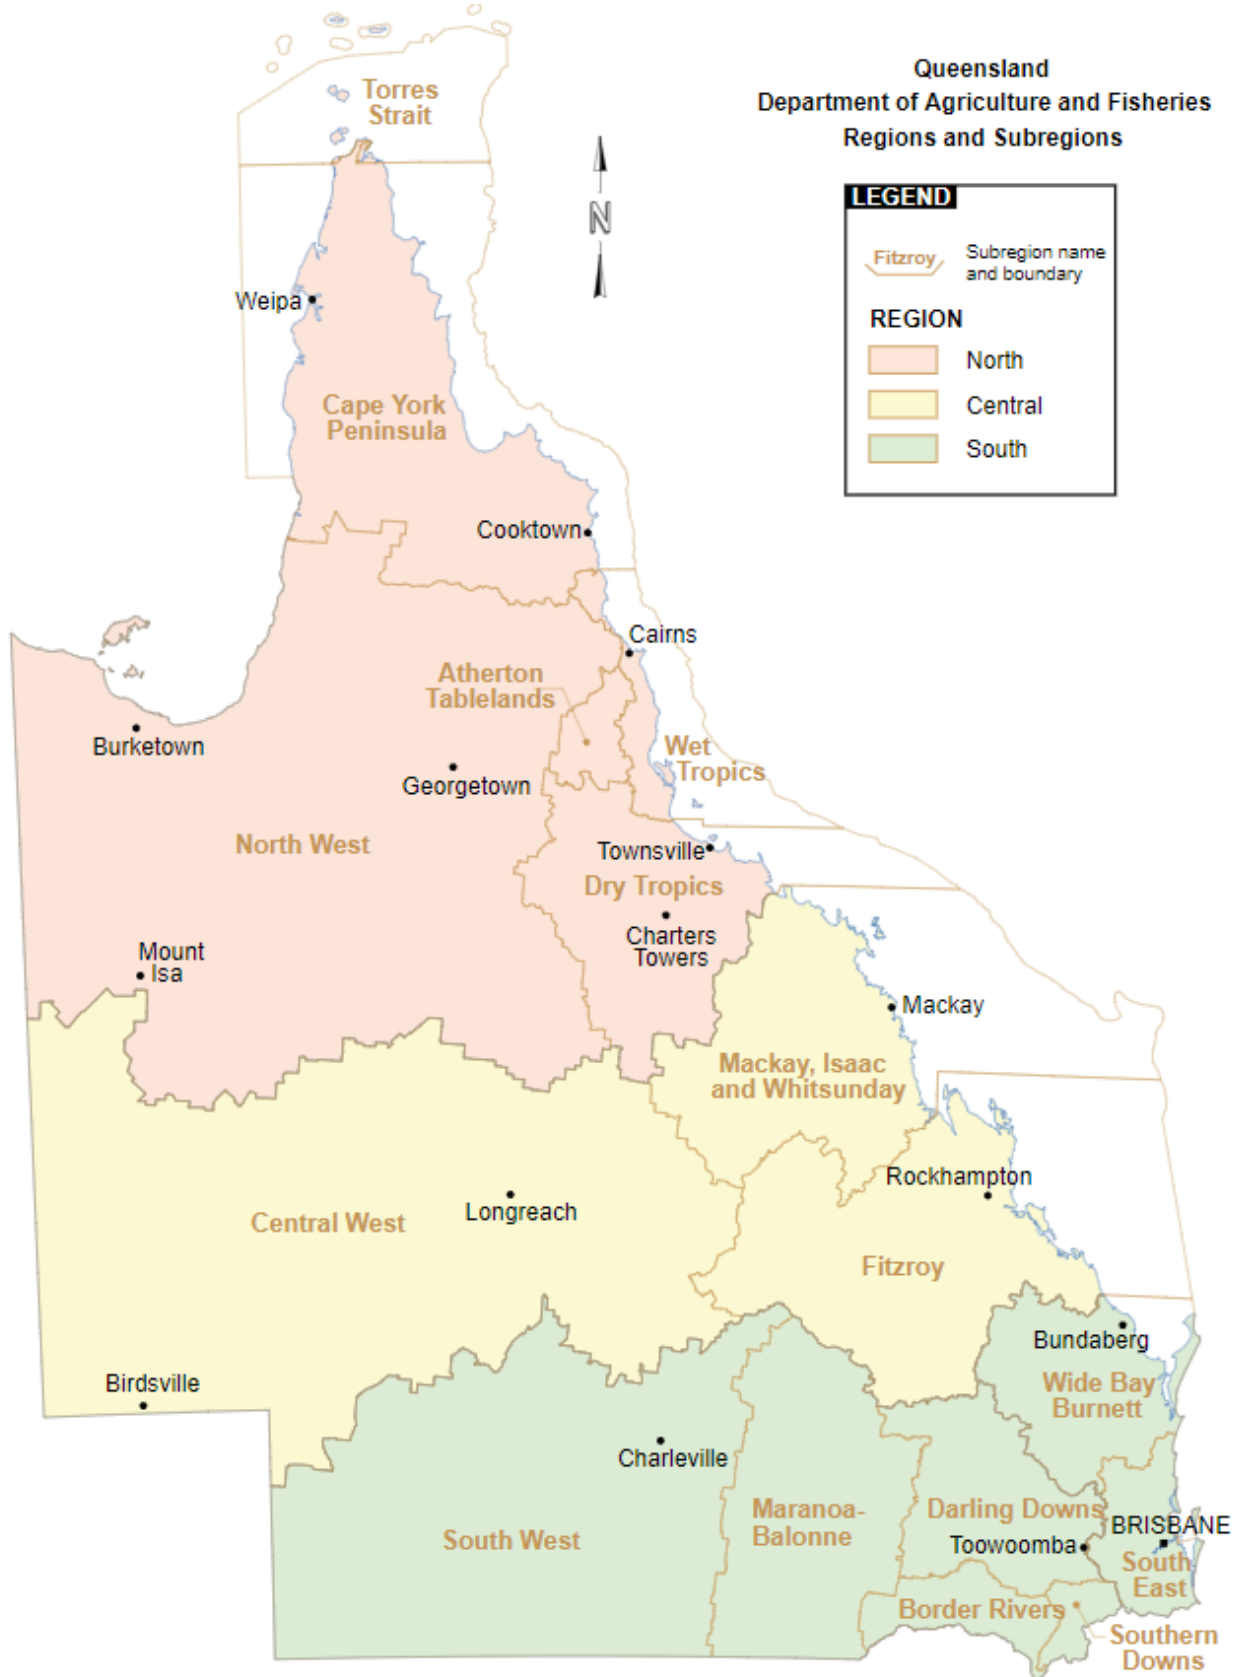 Queensland
Department of Agriculture and Fisheries
Regions and Subregions
LEGEND
Fitzroy
Subregion name
and boundary
REGION
North
Central
South
N
Torres
Strait
Weipa
Cape York
Peninsula
Cooktown
Cairns
Atherton
Tablelands
Burketown
Wet
Tropics
Georgetown
North West
Townsville
Dry Tropics
Charters
Towers
Mount
Isa
Mackay
Mackay, Isaac
and Whitsunday
Rockhampton
Longreach
Central West
Fitzroy
Bundaberg
Birdsville
Wide Bay
Burnett
Charleville
Maranoa-
Balonne
Darling Downs
BRISBANE
South West
Toowoomba
South
East
Border Rivers
Southern
Downs